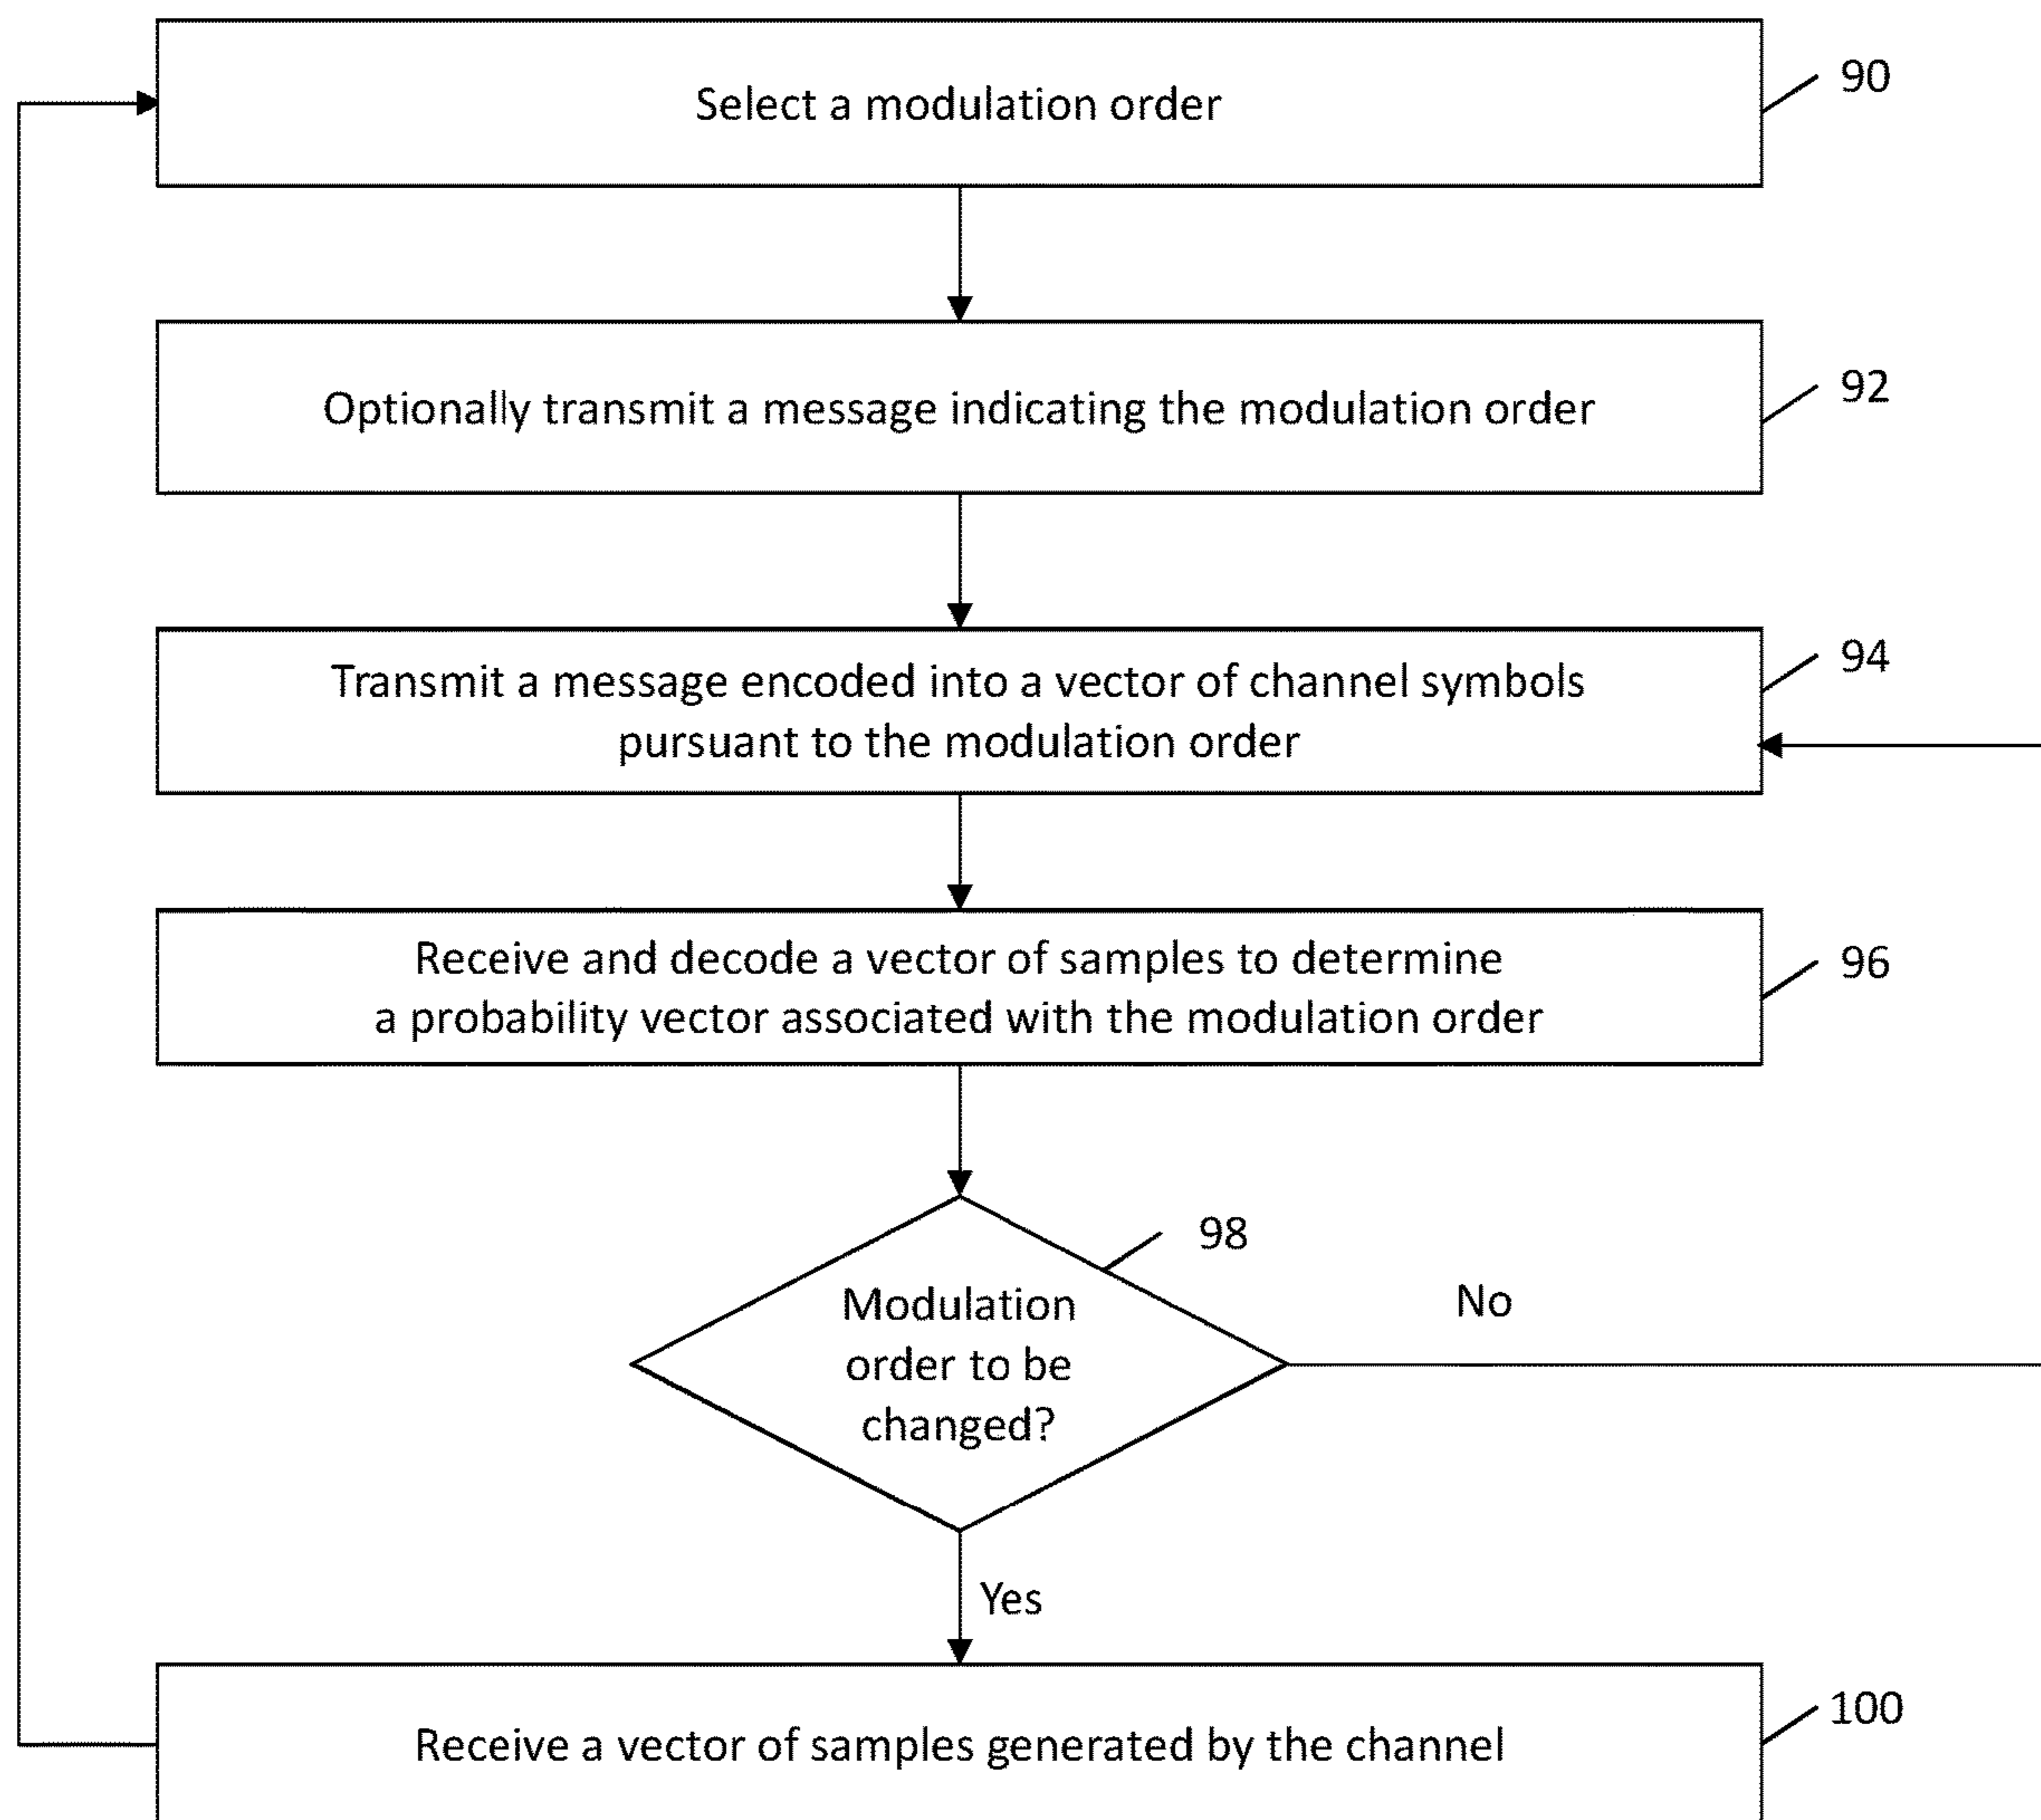 Select a modulation order
90
Optionally transmit a message indicating the modulation order
92
Transmit a message encoded into a vector of channel symbols
pursuant to the modulation order
94
Receive and decode a vector of samples to determine
a probability vector associated with the modulation order
96
98
Modulation
order to be
changed?
No
Yes
Receive a vector of samples generated by the channel
100